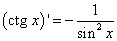 (ctg x)' = - 1/sin² x